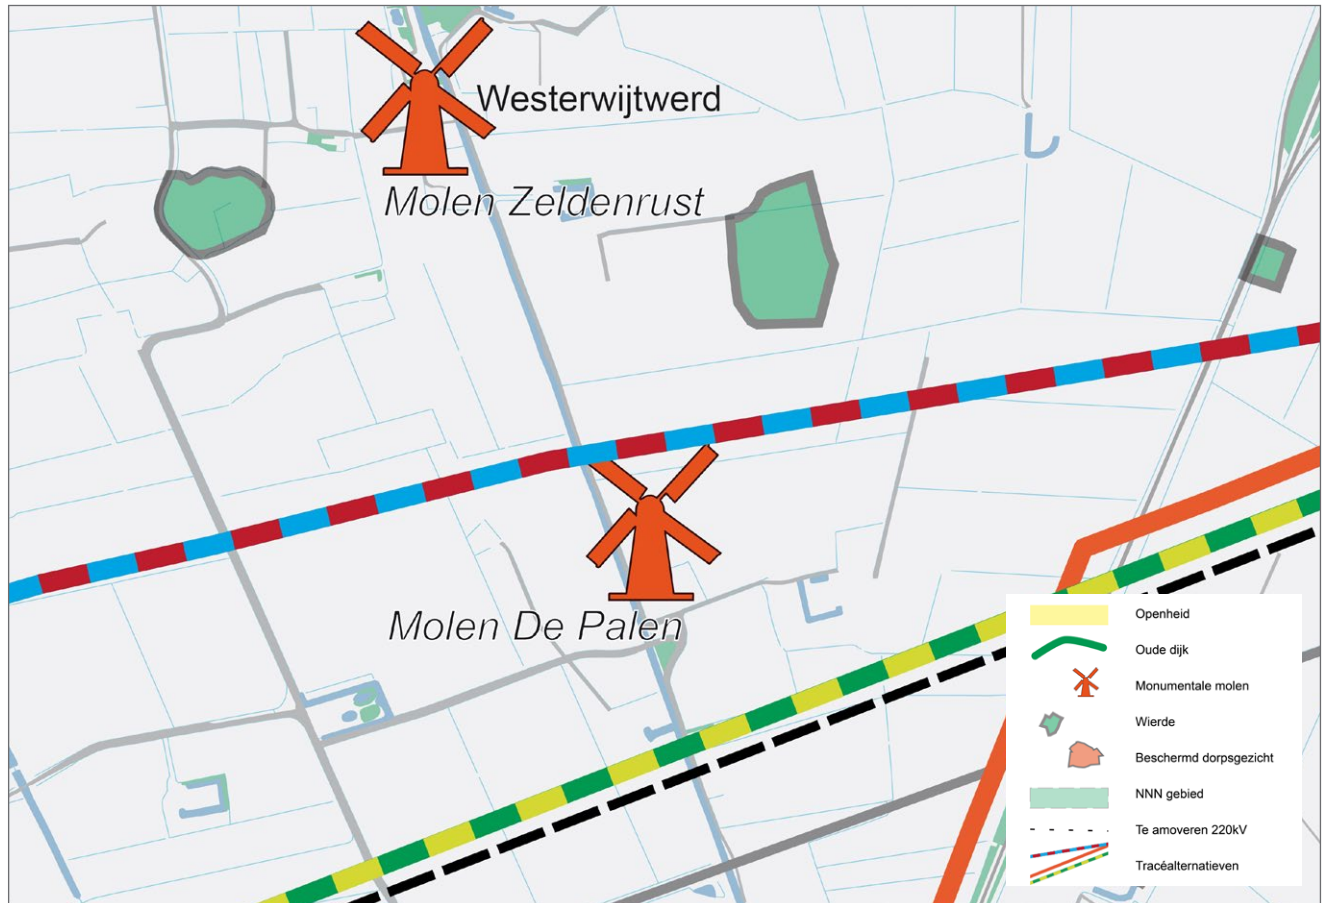 Westerwijtwerd
Molen Zeldenrust
Molen De Palen
Openheid
Oude dijk
Monumentale molen
Wierde
Beschermd dorpsgezicht
NNN gebied
Te amoveren 220kV
Tracéalternatieven